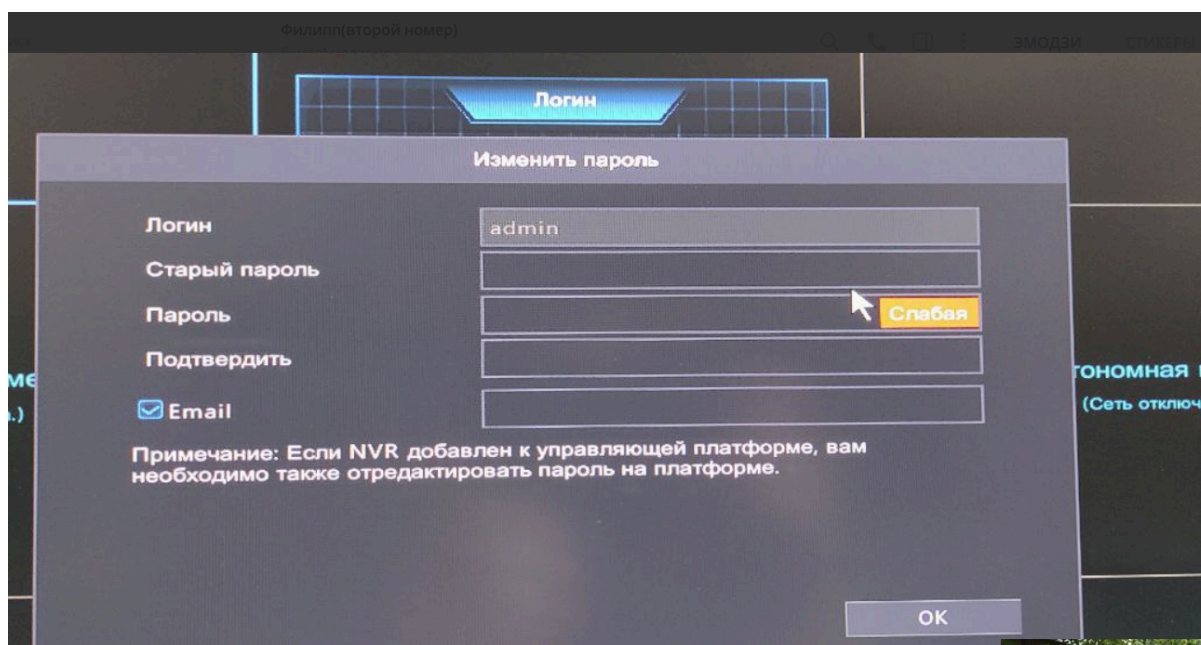 Филипп(второй номер)
ЭМОДЗИ СТИКЕРЫ
Логин
Изменить пароль
Логин admin
Старый пароль
Пароль Слабая
Подтвердить
Email
Примечание: Если NVR добавлен к управляющей платформе, вам
необходимо также отредактировать пароль на платформе.
ме
тономная
.)
(Сеть отключ
OK